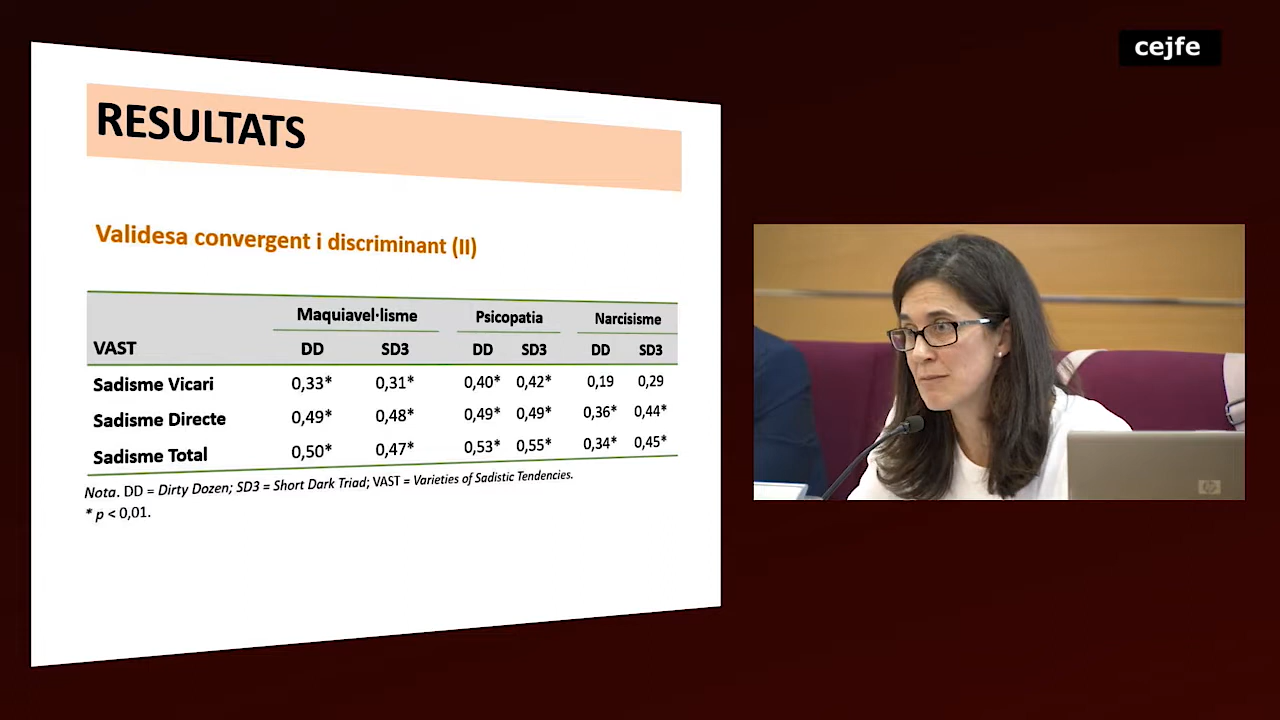 cejfe
RESULTATS
Validesa convergent i discriminant (II)
Maquiavel·lisme Psicopatia Narcisisme
VAST DD SD3 DD SD3 DD SD3
Sadisme Vicari 0,33* 0,31* 0,40* 0,42* 0,19 0,29
Sadisme Directe 0,49* 0,48* 0,49* 0,49* 0,36* 0,44*
Sadisme Total 0,50* 0,47* 0,53* 0,55* 0,34* 0,45*
Nota. DD = Dirty Dozen; SD3 = Short Dark Triad; VAST = Varieties of Sadistic Tendencies.
* p < 0,01.
hp